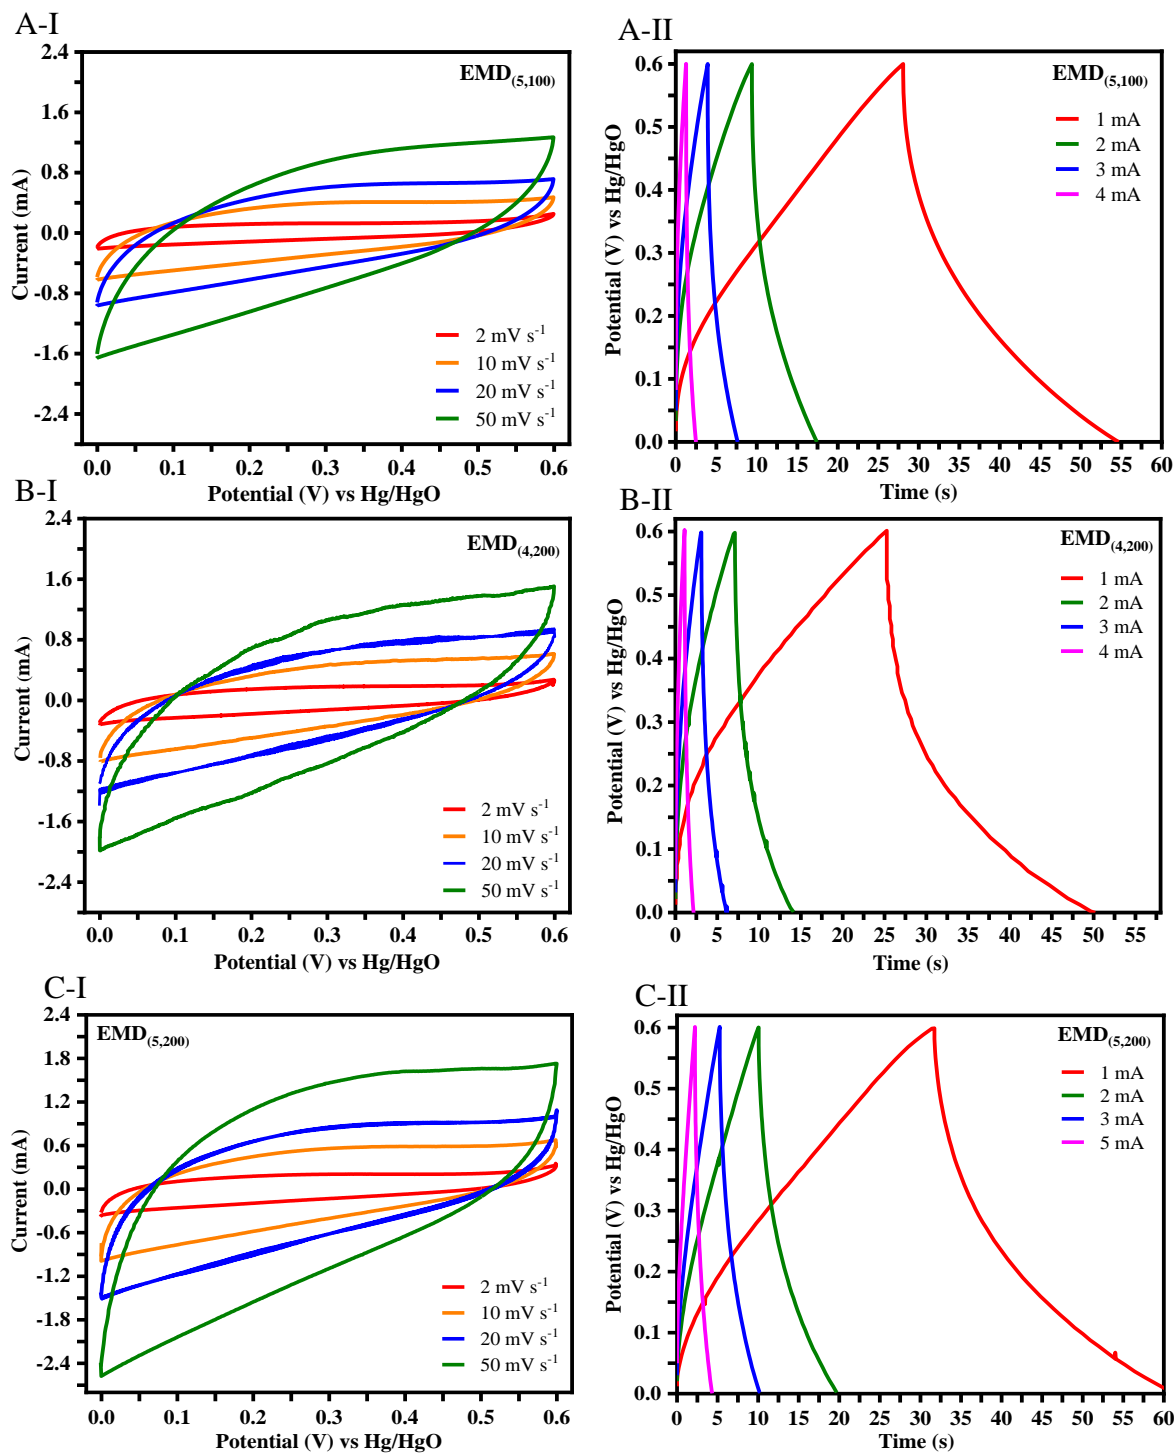 A-I
EMD(5,100)
Current (mA)
2.4
1.6
0.8
0.0
-0.8
-1.6
-2.4
2 mV s-1
10 mV s-1
20 mV s-1
50 mV s-1
0.0 0.1 0.2 0.3 0.4 0.5 0.6
Potential (V) vs Hg/HgO
A-II
EMD(5,100)
Potential (V) vs Hg/HgO
0.6
0.5
0.4
0.3
0.2
0.1
0.0
1 mA
2 mA
3 mA
4 mA
0 5 10 15 20 25 30 35 40 45 50 55 60
Time (s)
B-I
EMD(4,200)
Current (mA)
2.4
1.6
0.8
0.0
-0.8
-1.6
-2.4
2 mV s-1
10 mV s-1
20 mV s-1
50 mV s-1
0.0 0.1 0.2 0.3 0.4 0.5 0.6
Potential (V) vs Hg/HgO
B-II
EMD(4,200)
Potential (V) vs Hg/HgO
0.6
0.5
0.4
0.3
0.2
0.1
0.0
1 mA
2 mA
3 mA
4 mA
0 5 10 15 20 25 30 35 40 45 50 55
Time (s)
C-I
EMD(5,200)
Current (mA)
2.4
1.8
1.2
0.6
0.0
-0.6
-1.2
-1.8
-2.4
2 mV s-1
10 mV s-1
20 mV s-1
50 mV s-1
0.0 0.1 0.2 0.3 0.4 0.5 0.6
Potential (V) vs Hg/HgO
C-II
EMD(5,200)
Potential (V) vs Hg/HgO
0.6
0.5
0.4
0.3
0.2
0.1
0.0
1 mA
2 mA
3 mA
5 mA
0 5 10 15 20 25 30 35 40 45 50 55 60
Time (s)